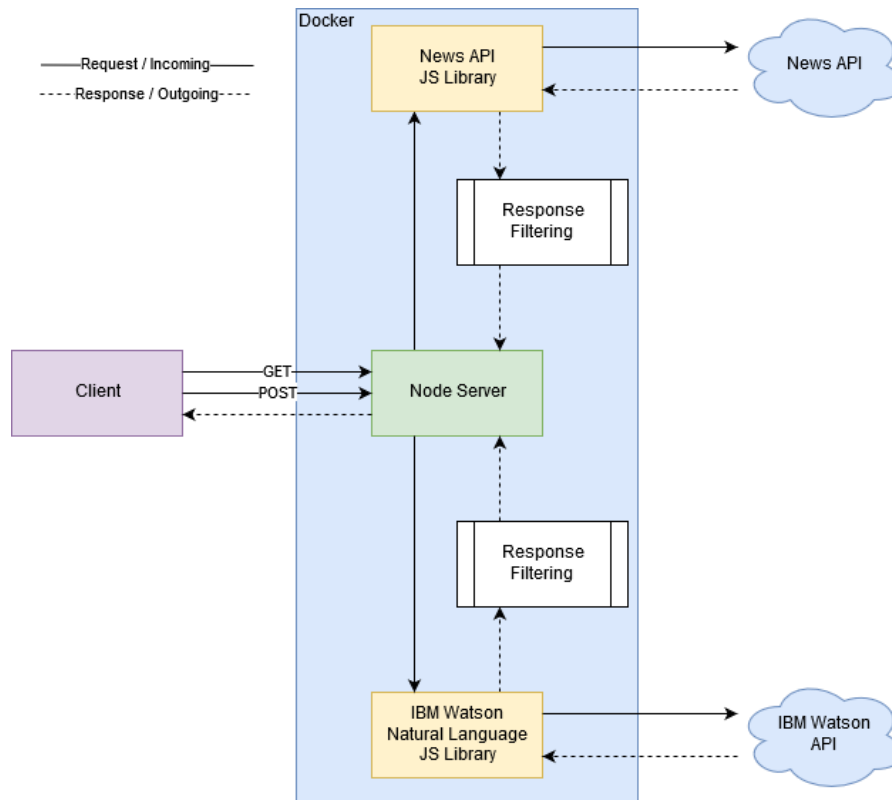 Docker
News API
JS Library
News API
Request / Incoming
Response / Outgoing
Response
Filtering
GET
POST
Client
Node Server
Response
Filtering
IBM Watson
Natural Language
JS Library
IBM Watson
API